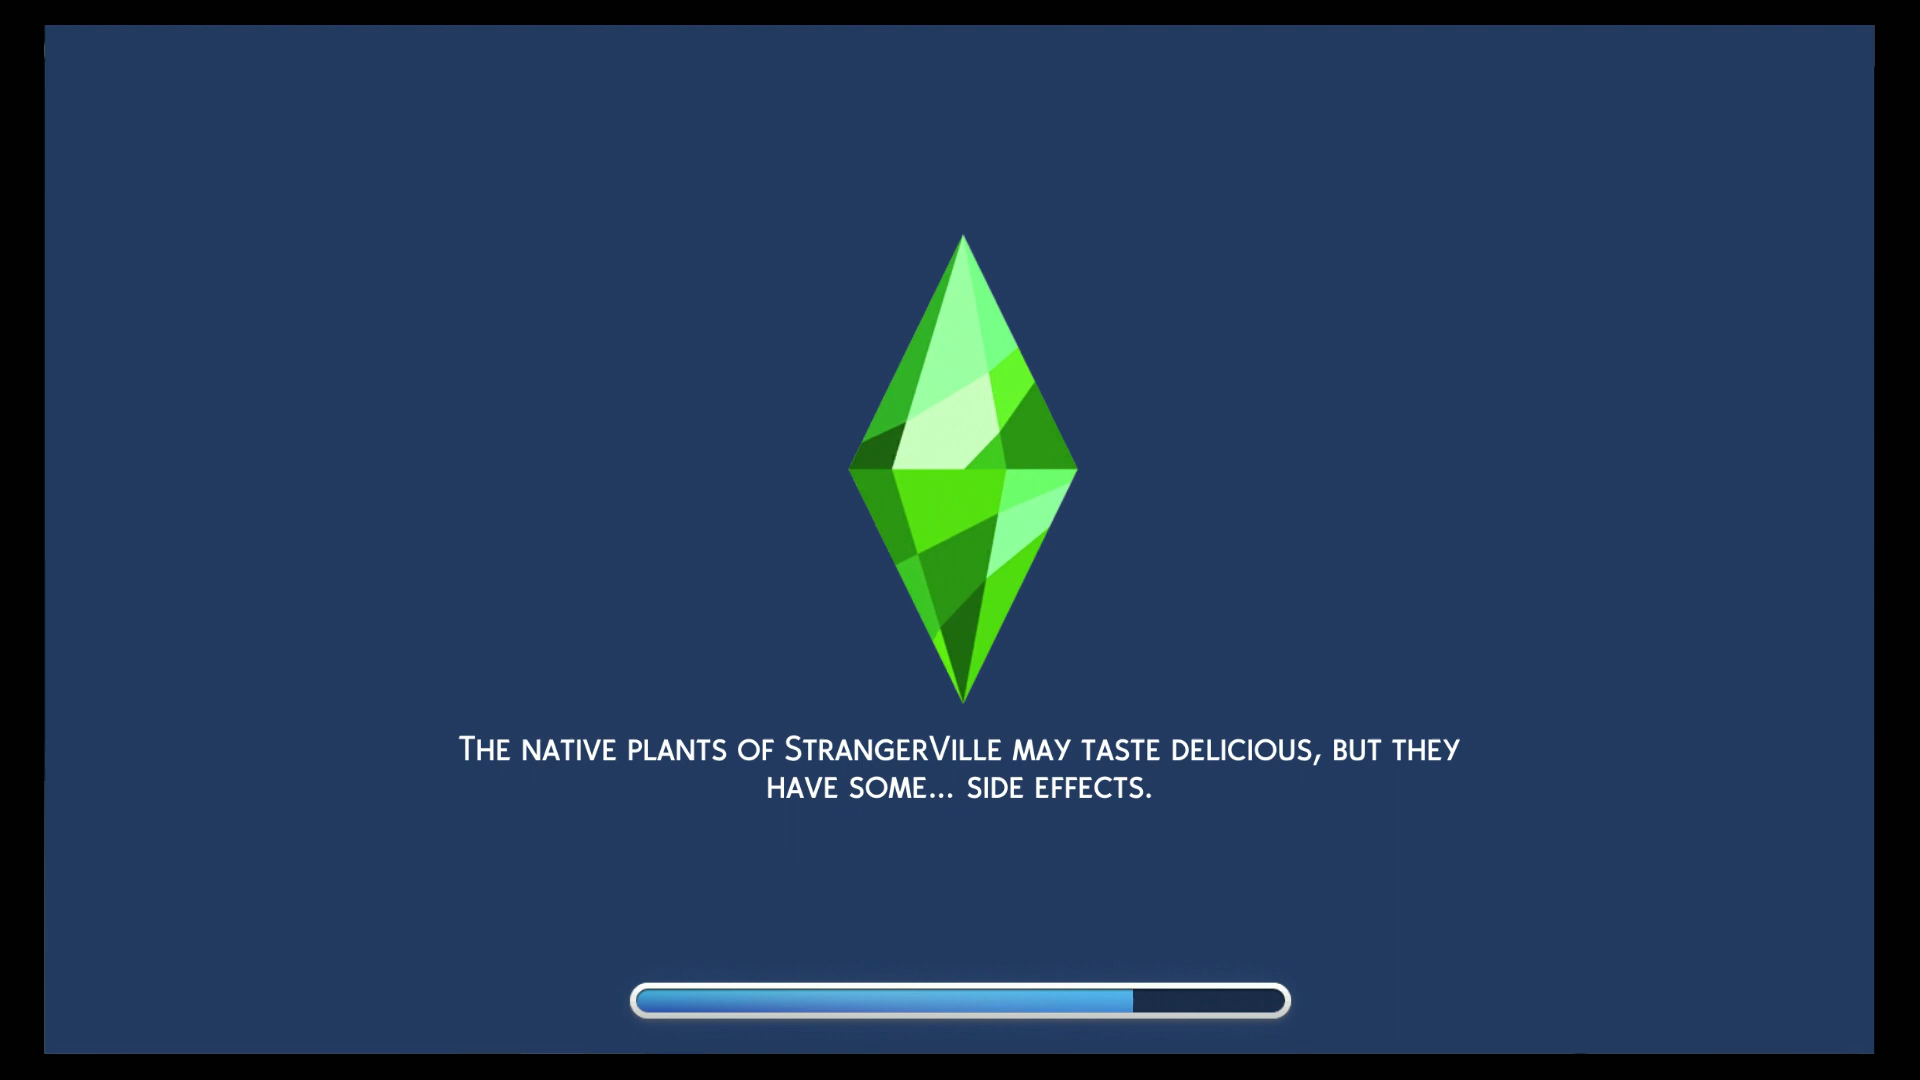 The native plants of StrangerVille may taste delicious, but they
have some... side effects.